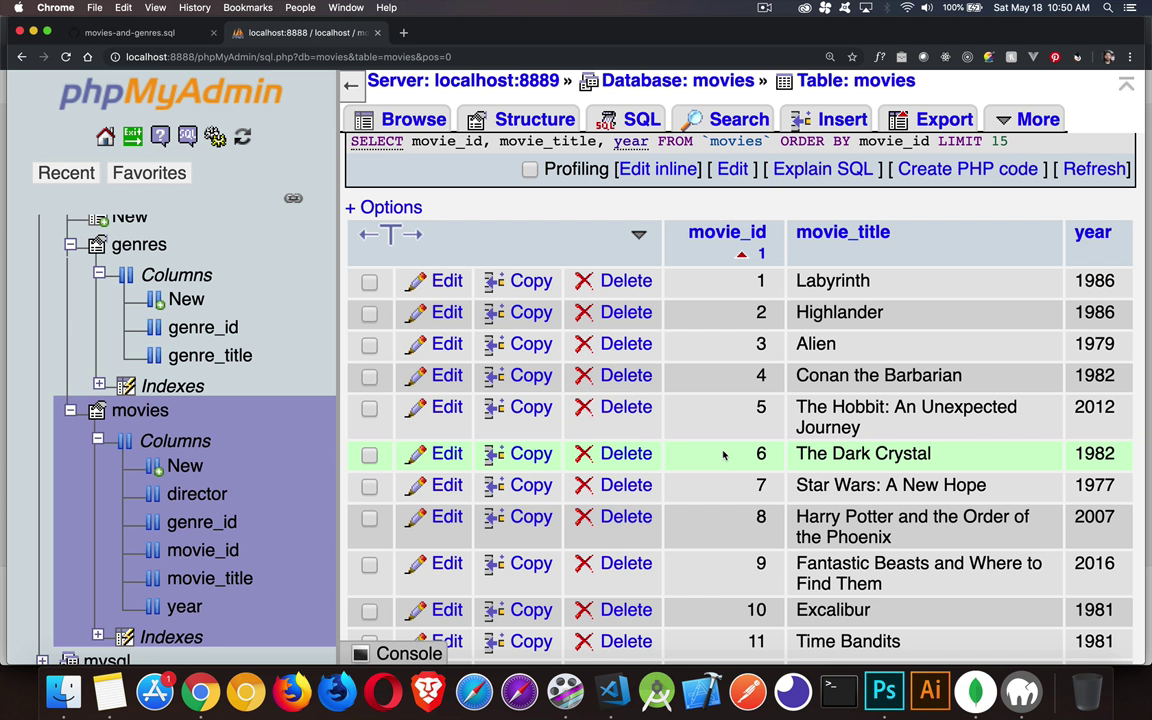 Chrome File Edit View History Bookmarks People Window Help 100% Sat May 18 10:50 AM
movies-and-genres.sql localhost:8888 / localhost / mo
localhost:8888/phpMyAdmin/sql.php?db=movies&table=movies&pos=0
phpMyAdmin
Recent Favorites
New
genres
Columns
New
genre_id
genre_title
Indexes
movies
Columns
New
director
genre_id
movie_id
movie_title
year
Indexes
mysql
Server: localhost:8889 » Database: movies » Table: movies
Browse Structure SQL Search Insert Export More
SELECT movie_id, movie_title, year FROM `movies` ORDER BY movie_id LIMIT 15
Profiling [Edit inline] [ Edit ] [ Explain SQL ] [ Create PHP code ] [ Refresh]
+ Options
←T→ movie_id 1 movie_title year
Edit Copy Delete 1 Labyrinth 1986
Edit Copy Delete 2 Highlander 1986
Edit Copy Delete 3 Alien 1979
Edit Copy Delete 4 Conan the Barbarian 1982
Edit Copy Delete 5 The Hobbit: An Unexpected 2012
Journey
Edit Copy Delete 6 The Dark Crystal 1982
Edit Copy Delete 7 Star Wars: A New Hope 1977
Edit Copy Delete 8 Harry Potter and the Order of 2007
the Phoenix
Edit Copy Delete 9 Fantastic Beasts and Where to 2016
Find Them
Edit Copy Delete 10 Excalibur 1981
Edit Copy Delete 11 Time Bandits 1981
Console
Ps Ai